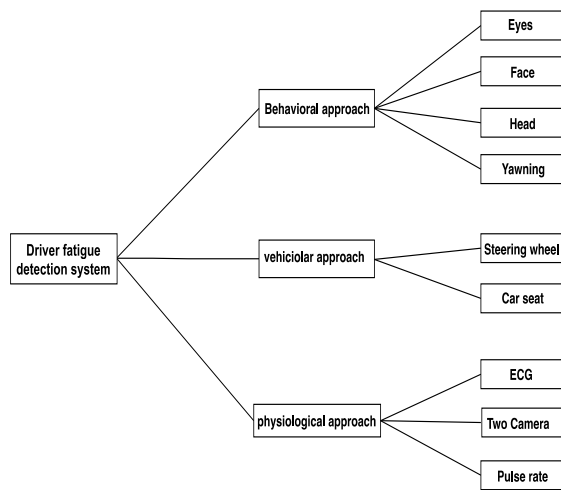 Driver fatigue
detection system
Behavioral approach
Eyes
Face
Head
Yawning
vehiciolar approach
Steering wheel
Car seat
physiological approach
ECG
Two Camera
Pulse rate